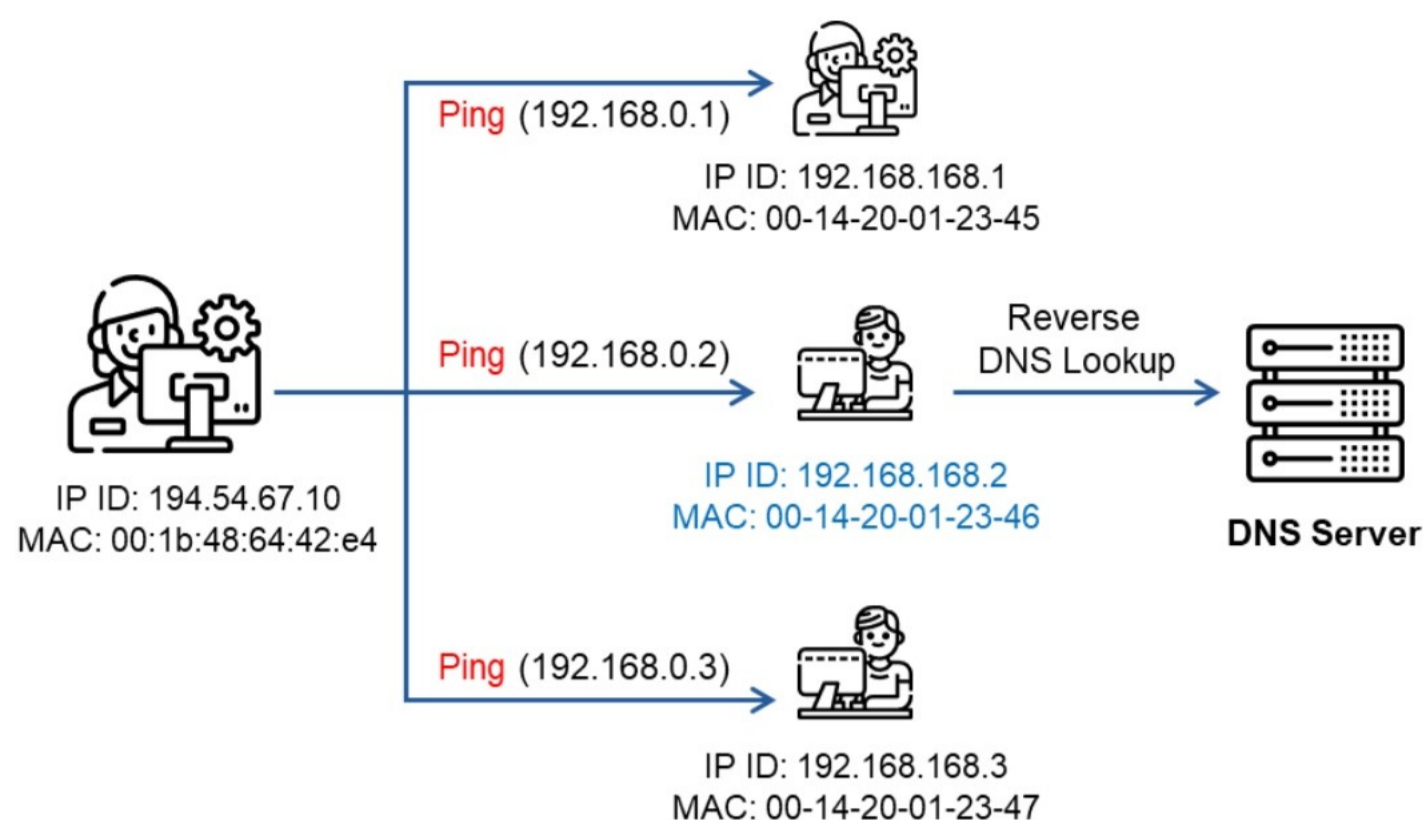 Ping (192.168.0.1)
IP ID: 192.168.168.1
MAC: 00-14-20-01-23-45
IP ID: 194.54.67.10
MAC: 00:1b:48:64:42:e4
Ping (192.168.0.2)
IP ID: 192.168.168.2
MAC: 00-14-20-01-23-46
Reverse
DNS Lookup
DNS Server
Ping (192.168.0.3)
IP ID: 192.168.168.3
MAC: 00-14-20-01-23-47